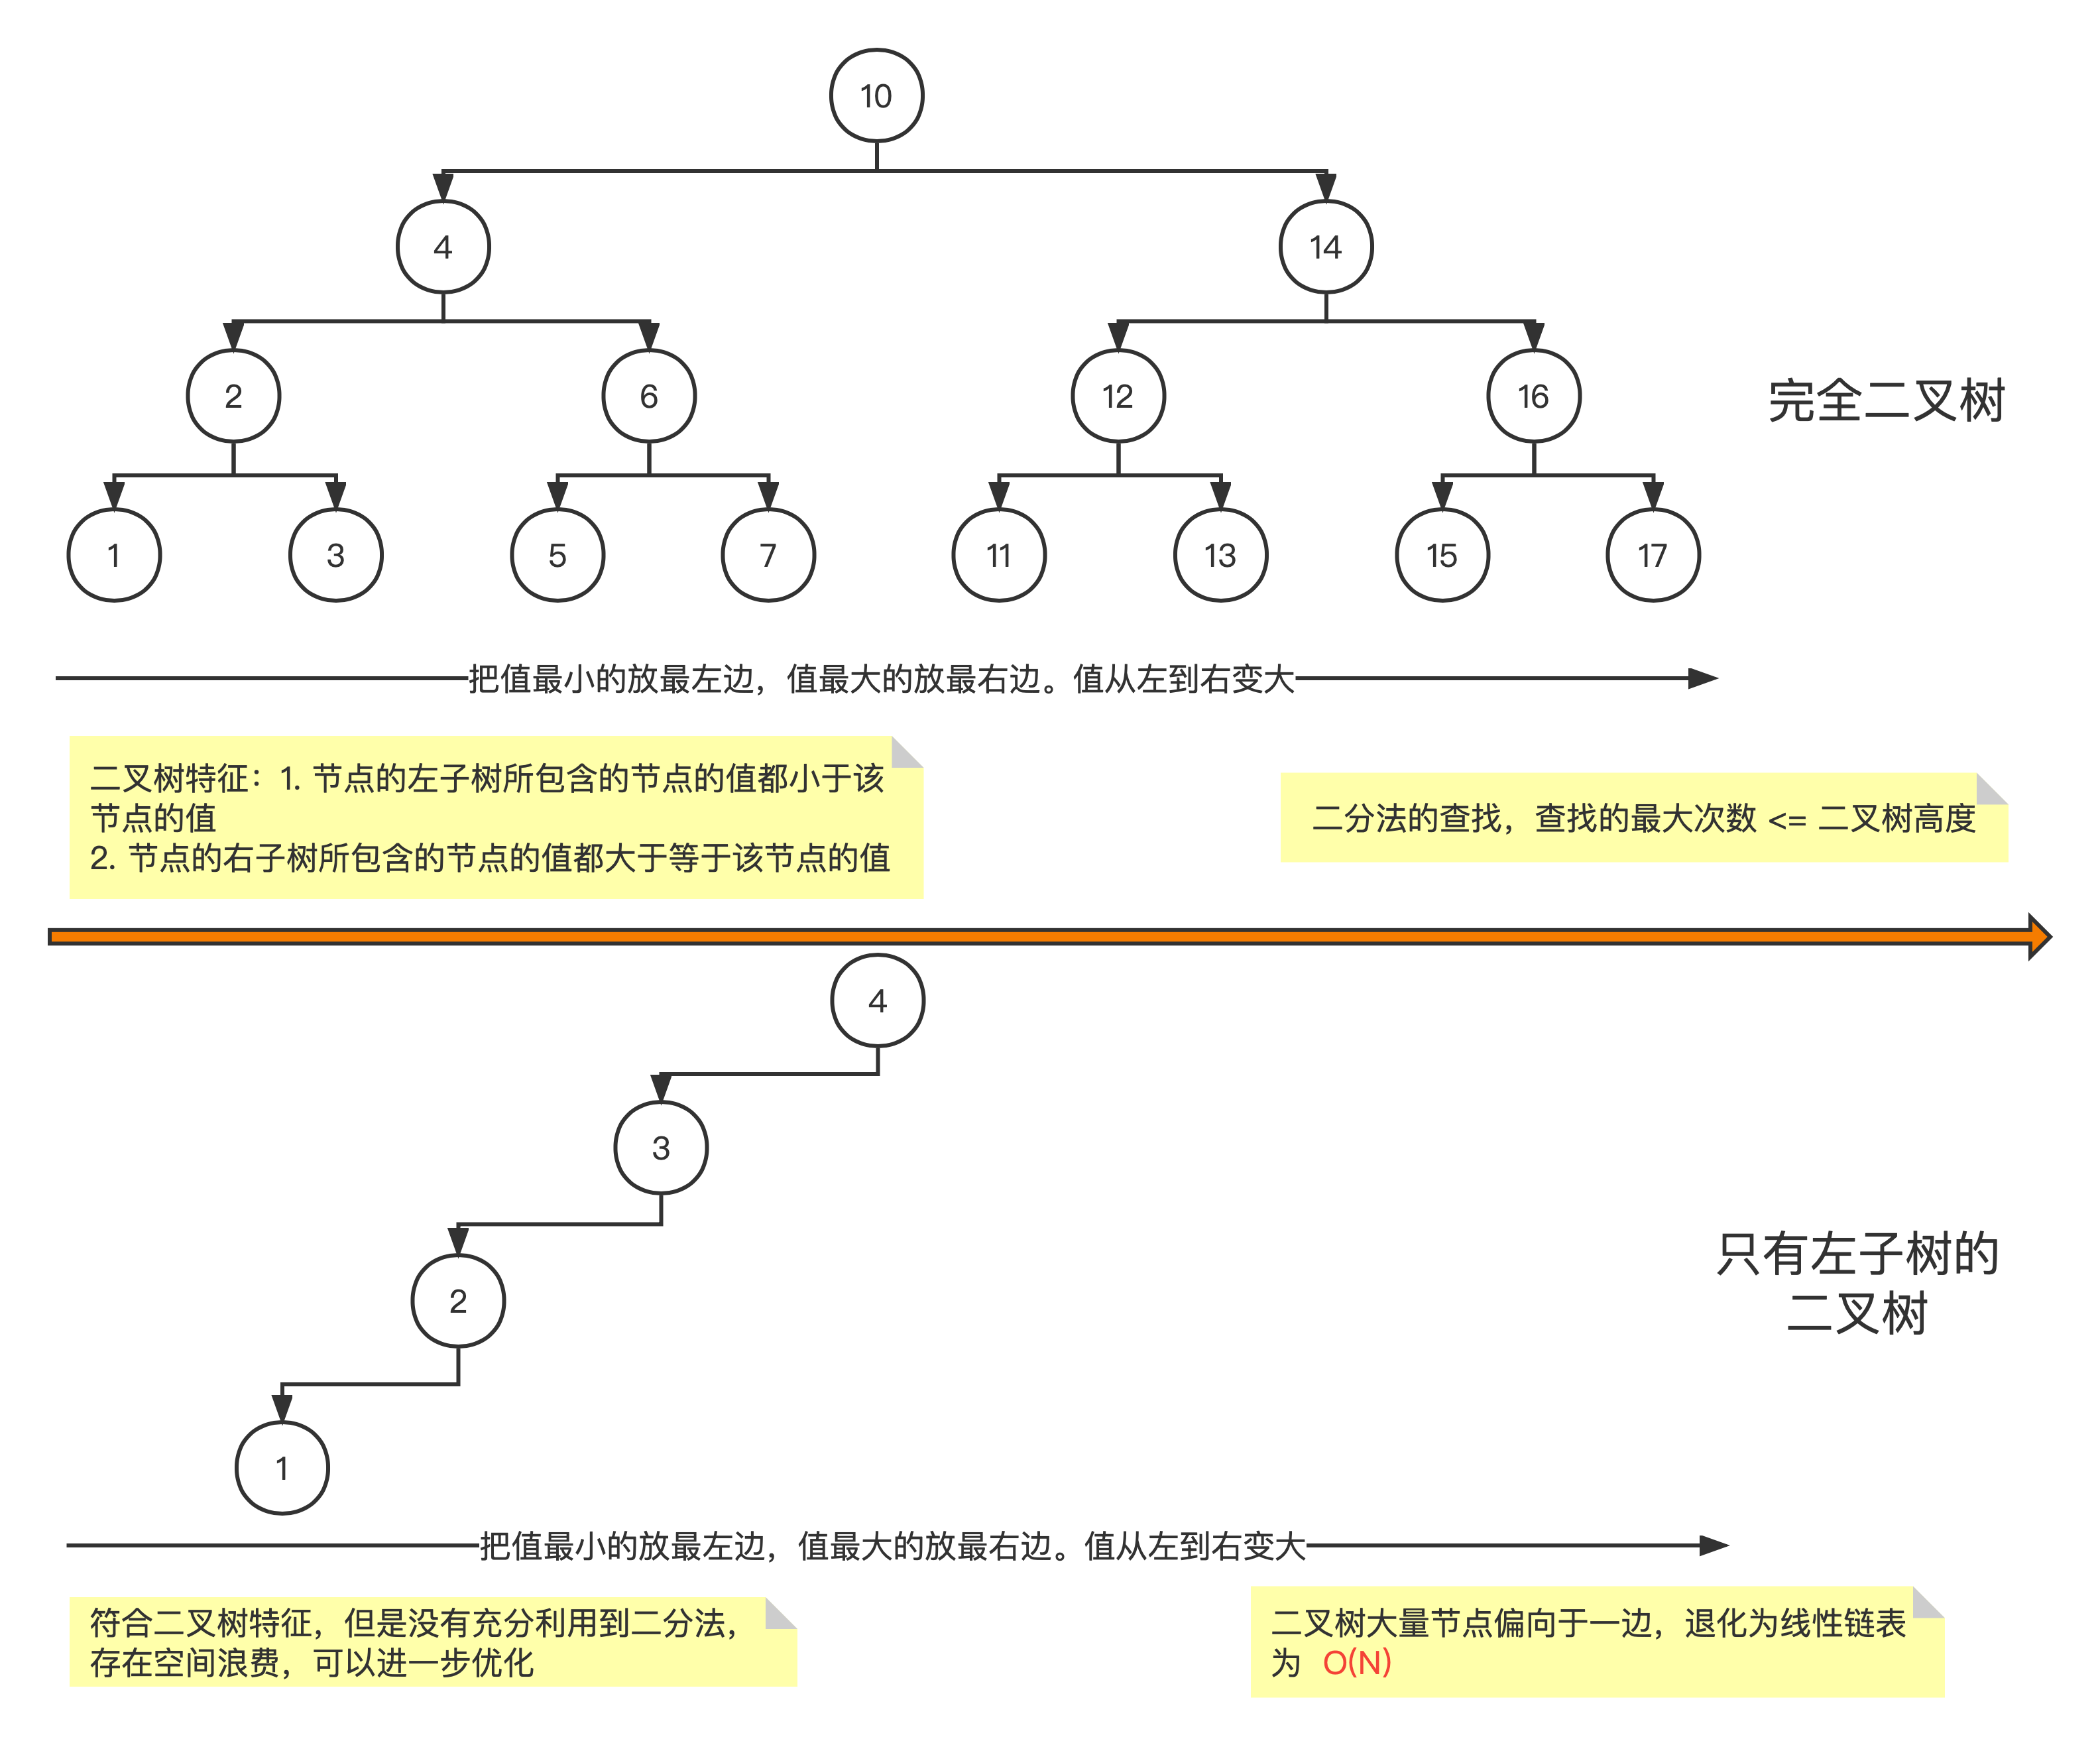 10
4
14
2
6
12
16
完全二叉树
1
3
5
7
11
13
15
17
把值最小的放最左边，值最大的放最右边。值从左到右变大
二叉树特征：1. 节点的左子树所包含的节点的值都小于该
节点的值
2. 节点的右子树所包含的节点的值都大于等于该节点的值
二分法的查找，查找的最大次数 <= 二叉树高度
4
3
2
1
只有左子树的
二叉树
把值最小的放最左边，值最大的放最右边。值从左到右变大
符合二叉树特征，但是没有充分利用到二分法，
存在空间浪费，可以进一步优化
二叉树大量节点偏向于一边，退化为线性链表
为 O(N)